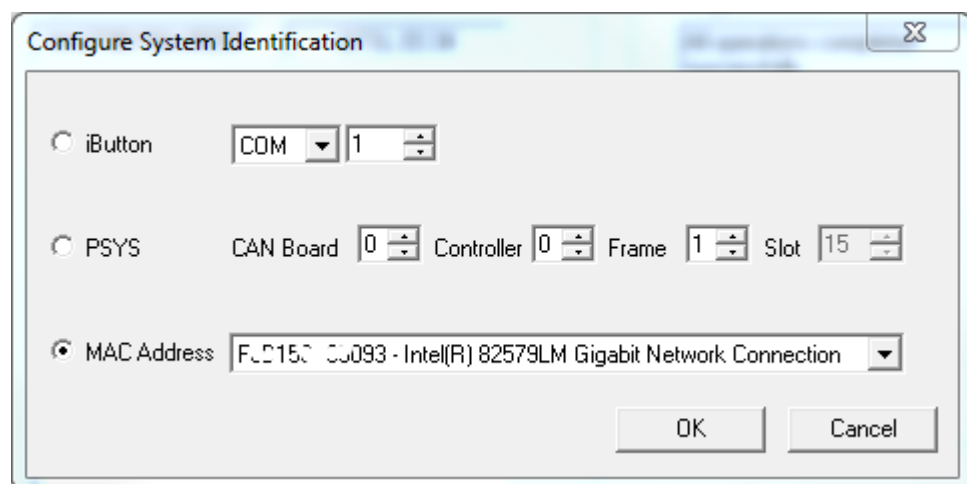 Configure System Identification
iButton COM 1
PSYS CAN Board 0 Controller 0 Frame 1 Slot 15
MAC Address - Intel(R) 82579LM Gigabit Network Connection
OK Cancel